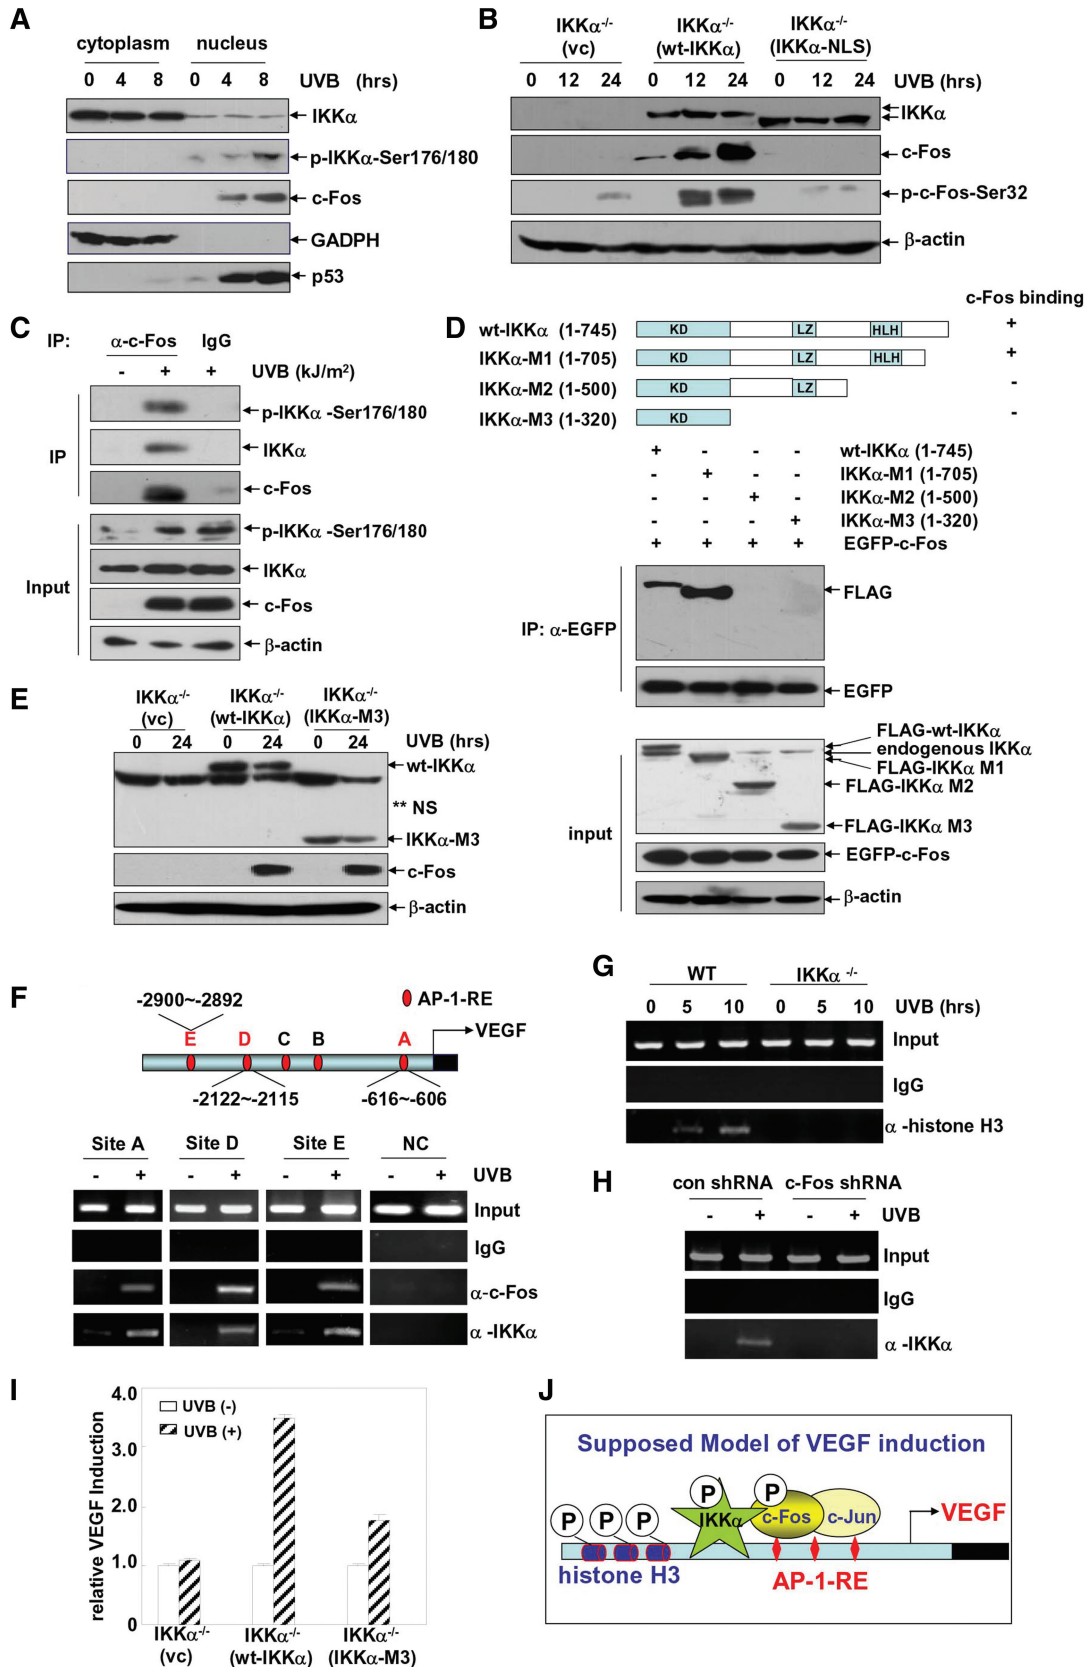 A
cytoplasm nucleus
0 4 8 0 4 8 UVB (hrs)
IKKα
p-IKKα-Ser176/180
c-Fos
GADPH
p53
B
IKKα-/- (vc) IKKα-/- (wt-IKKα) IKKα-/- (IKKα-NLS)
0 12 24 0 12 24 0 12 24 UVB (hrs)
IKKα
c-Fos
p-c-Fos-Ser32
β-actin
C
IP: α-c-Fos IgG
- + + UVB (kJ/m²)
IP
p-IKKα -Ser176/180
IKKα
c-Fos
Input
p-IKKα -Ser176/180
IKKα
c-Fos
β-actin
D
c-Fos binding
wt-IKKα (1-745) KD LZ HLH +
IKKα-M1 (1-705) KD LZ HLH +
IKKα-M2 (1-500) KD LZ -
IKKα-M3 (1-320) KD -
+ - - - wt-IKKα (1-745)
- + - - IKKα-M1 (1-705)
- - + - IKKα-M2 (1-500)
- - - + IKKα-M3 (1-320)
+ + + + EGFP-c-Fos
IP: α-EGFP
FLAG
EGFP
input
FLAG-wt-IKKα
endogenous IKKα
FLAG-IKKα M1
FLAG-IKKα M2
FLAG-IKKα M3
EGFP-c-Fos
β-actin
E
IKKα-/- (vc) IKKα-/- (wt-IKKα) IKKα-/- (IKKα-M3)
0 24 0 24 0 24 UVB (hrs)
wt-IKKα
** NS
IKKα-M3
c-Fos
β-actin
F
-2900~-2892 AP-1-RE
E D C B A VEGF
-2122~-2115 -616~-606
Site A Site D Site E NC
- + - + - + - + UVB
Input
IgG
α-c-Fos
α -IKKα
G
WT IKKα -/-
0 5 10 0 5 10 UVB (hrs)
Input
IgG
α -histone H3
H
con shRNA c-Fos shRNA
- + - + UVB
Input
IgG
α -IKKα
I
relative VEGF Induction
4.0
3.0
2.0
1.0
0
UVB (-)
UVB (+)
IKKα-/- (vc) IKKα-/- (wt-IKKα) IKKα-/- (IKKα-M3)
J
Supposed Model of VEGF induction
P P P P P
IKKα c-Fos c-Jun VEGF
histone H3 AP-1-RE